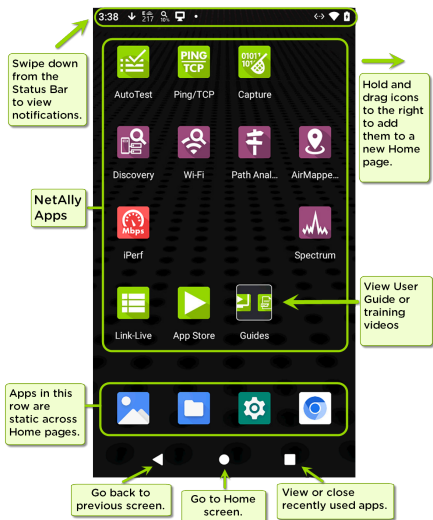 3:38
217
10%
Swipe down
from the
Status Bar
to view
notifications.
PING
TCP
AutoTest
Ping/TCP
Capture
Hold and
drag icons
to the right
to add
them to a
new Home
page.
Discovery
Wi-Fi
Path Anal...
AirMappe...
NetAlly
Apps
Mbps
iPerf
Spectrum
View User
Guide or
training
videos
Link-Live
App Store
Guides
Apps in this
row are
static across
Home pages.
Go back to
previous screen.
Go to Home
screen.
View or close
recently used apps.